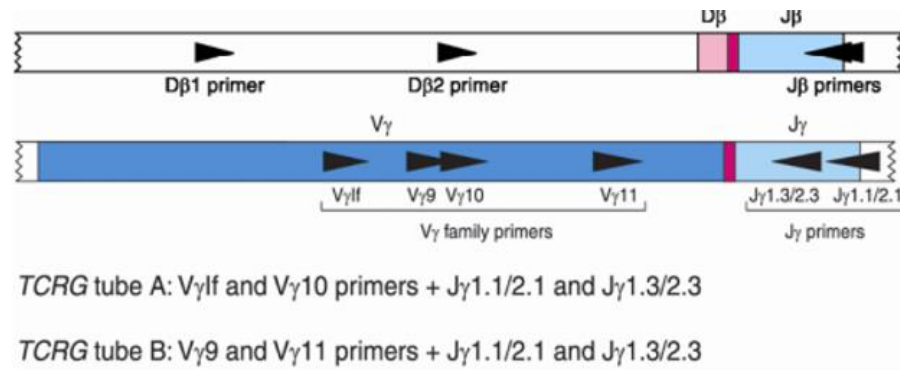 Dβ Jβ
Dβ1 primer Dβ2 primer Jβ primers
Vγ Jγ
VγIf Vγ9 Vγ10 Vγ11 Jγ1.3/2.3 Jγ1.1/2.1
Vγ family primers Jγ primers
TCRG tube A: VγIf and Vγ10 primers + Jγ1.1/2.1 and Jγ1.3/2.3
TCRG tube B: Vγ9 and Vγ11 primers + Jγ1.1/2.1 and Jγ1.3/2.3